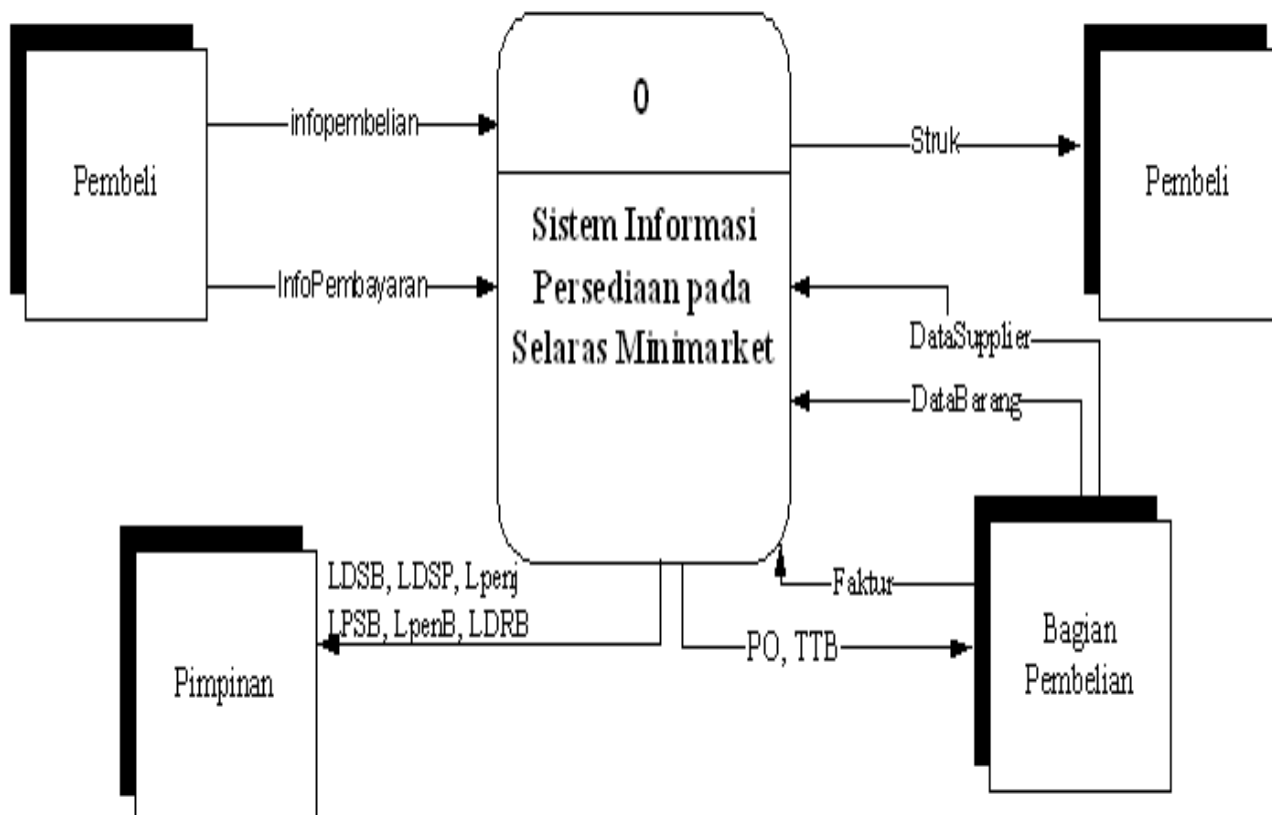 0
infopembelian
Struk
Pembeli
Pembeli
Sistem Informasi
Persediaan pada
Selaras Minimarket
InfoPembayaran
DataSupplier
DataBarang
LDSB, LDSP, Lpenj
LPSB, LpenB, LDRB
Faktur
PO, TTB
Pimpinan
Bagian
Pembelian